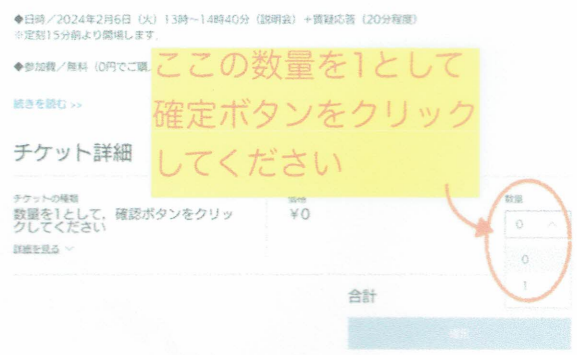 ◆日時／2024年2月6日（火）13時～14時40分（説明会）＋質疑応答（20分程度）
※定刻15分前より開場します.
◆参加費／無料（0円でご購
ここの数量を1として
確定ボタンをクリック
してください
続きを読む >>
チケット詳細
チケットの種類
価格
数量
数量を1として，確認ボタンをクリッ
クしてください
¥0
0
詳細を見る
0
1
合計